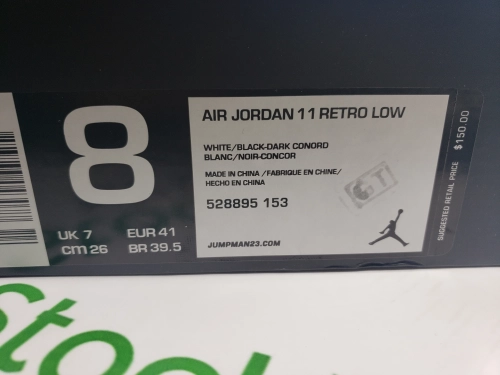 8
UK 7 EUR 41
CM 26 BR 39.5
AIR JORDAN 11 RETRO LOW
WHITE/BLACK-DARK CONORD
BLANC/NOIR-CONCOR
MADE IN CHINA /FABRIQUE EN CHINE/
HECHO EN CHINA
528895 153
JUMPMAN23.COM
GT
SUGGESTED RETAIL PRICE $150.00
Stock